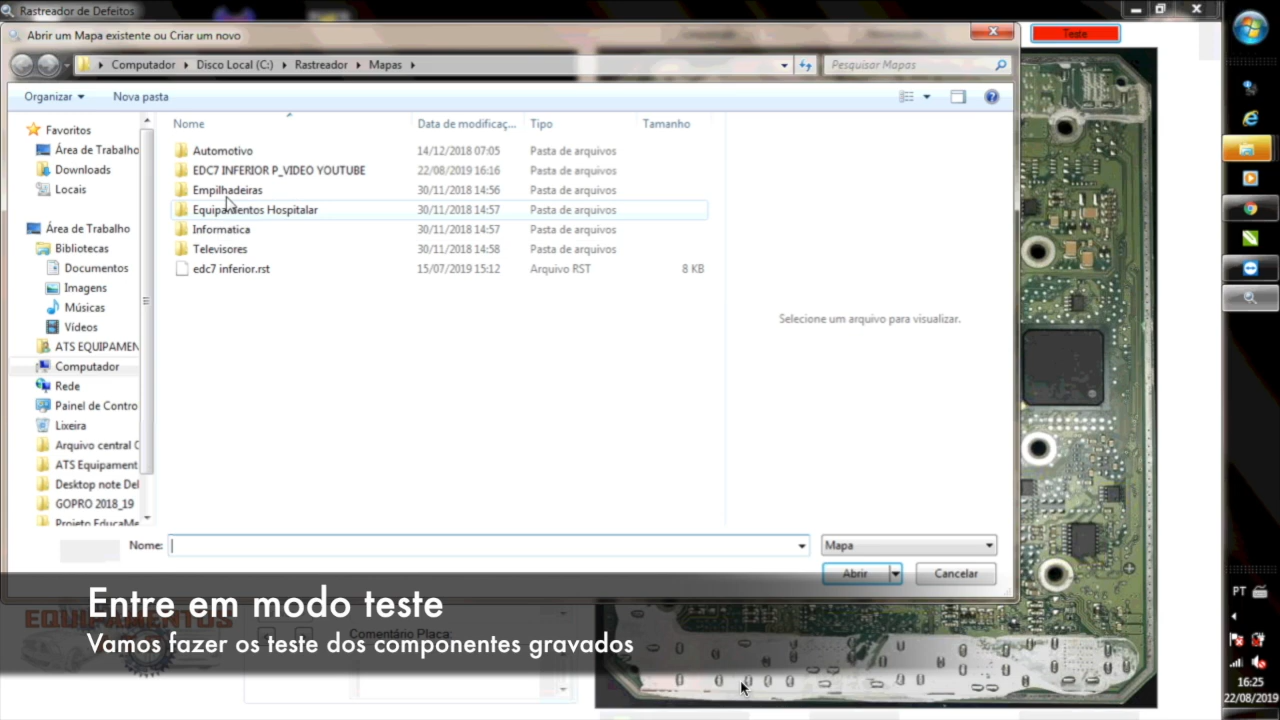 Rastreador de Defeitos
Abrir um Mapa existente ou Criar um novo
Teste
Computador Disco Local (C:) Rastreador Mapas
Pesquisar Mapas
Organizar Nova pasta
Nome Data de modificaç... Tipo Tamanho
Automotivo 14/12/2018 07:05 Pasta de arquivos
EDC7 INFERIOR P_VIDEO YOUTUBE 22/08/2019 16:16 Pasta de arquivos
Empilhadeiras 30/11/2018 14:56 Pasta de arquivos
Equipamentos Hospitalar 30/11/2018 14:57 Pasta de arquivos
Informatica 30/11/2018 14:57 Pasta de arquivos
Televisores 30/11/2018 14:58 Pasta de arquivos
edc7 inferior.rst 15/07/2019 15:12 Arquivo RST 8 KB
Favoritos
Área de Trabalho
Downloads
Locais
Área de Trabalho
Bibliotecas
Documentos
Imagens
Músicas
Vídeos
ATS EQUIPAMEN
Computador
Rede
Painel de Contro
Lixeira
Arquivo central C
ATS Equipament
Desktop note Del
GOPRO 2018_19
Projeto EducaMe
Selecione um arquivo para visualizar.
Nome:
Mapa
Abrir Cancelar
Entre em modo teste
Vamos fazer os teste dos componentes gravados
EQUIPAMENTOS
Comentário Placa:
PT
16:25
22/08/2019